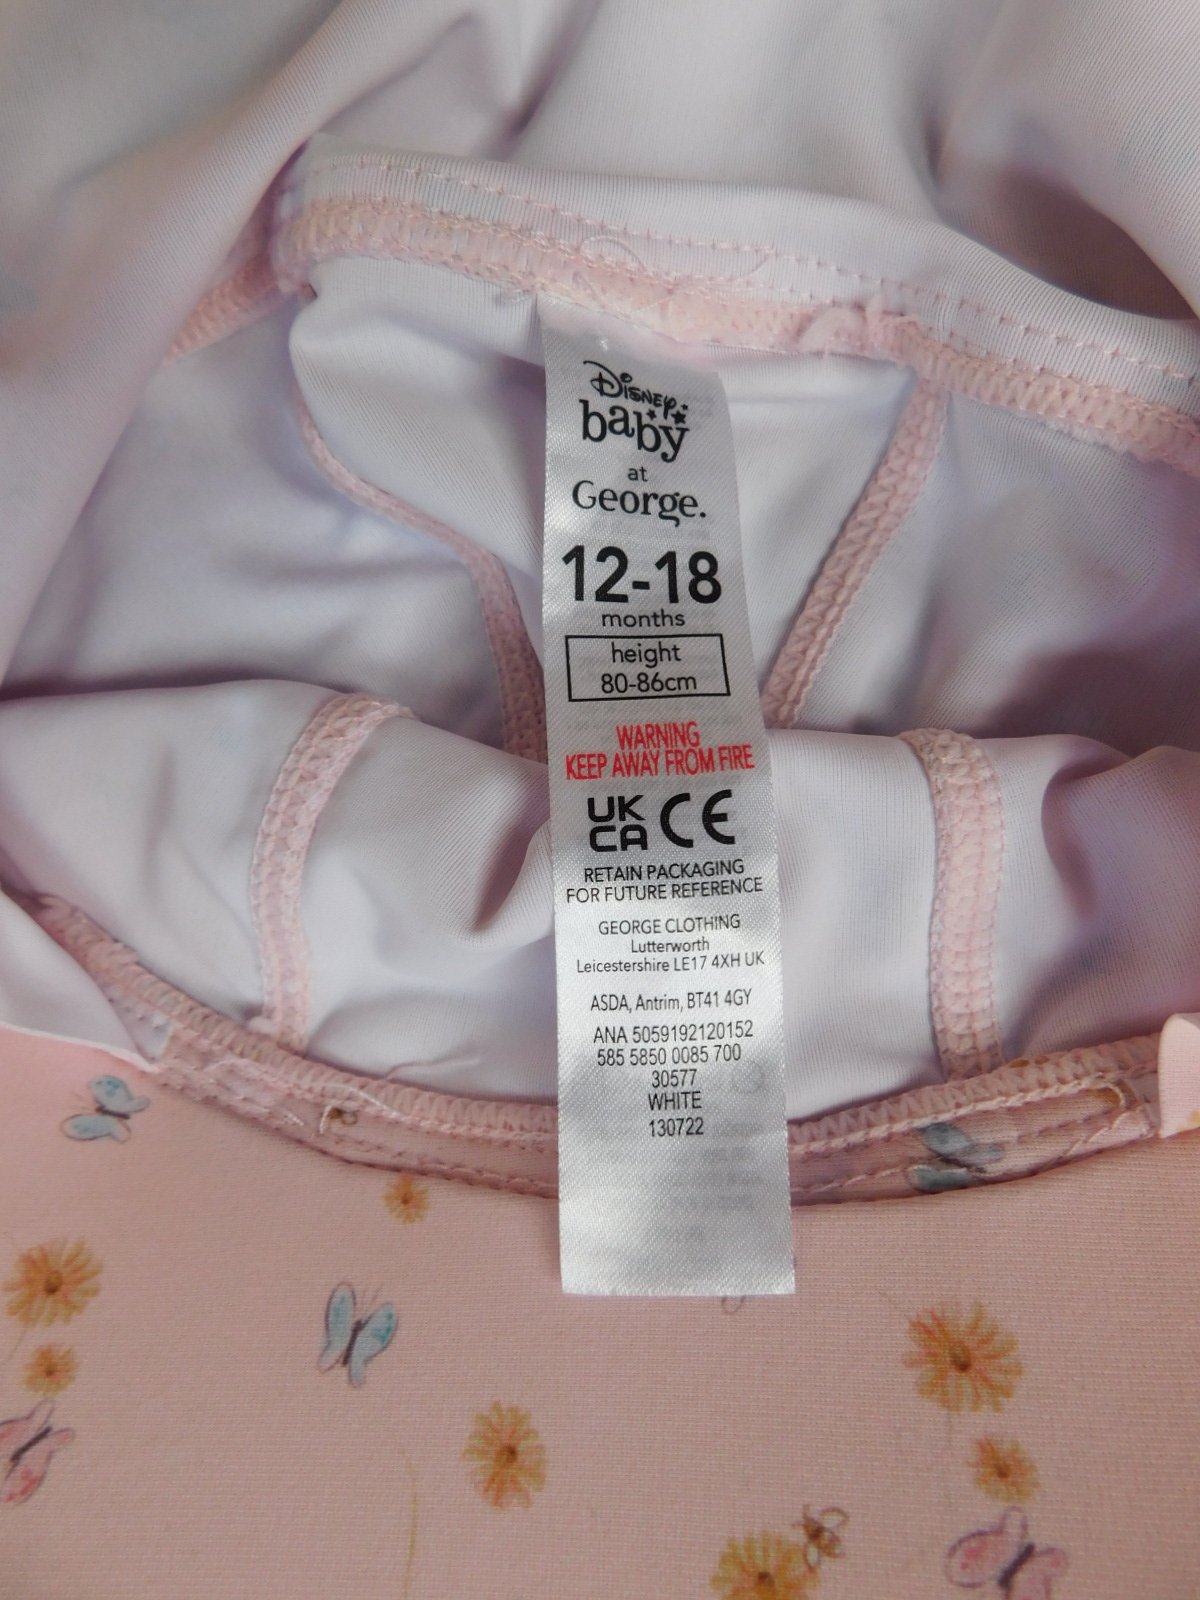 Disney
baby
at
George.
12-18
months
height
80-86cm
WARNING
KEEP AWAY FROM FIRE
UK
CA CE
RETAIN PACKAGING
FOR FUTURE REFERENCE
GEORGE CLOTHING
Lutterworth
Leicestershire LE17 4XH UK
ASDA, Antrim, BT41 4GY
ANA 5059192120152
585 5850 0085 700
30577
WHITE
130722